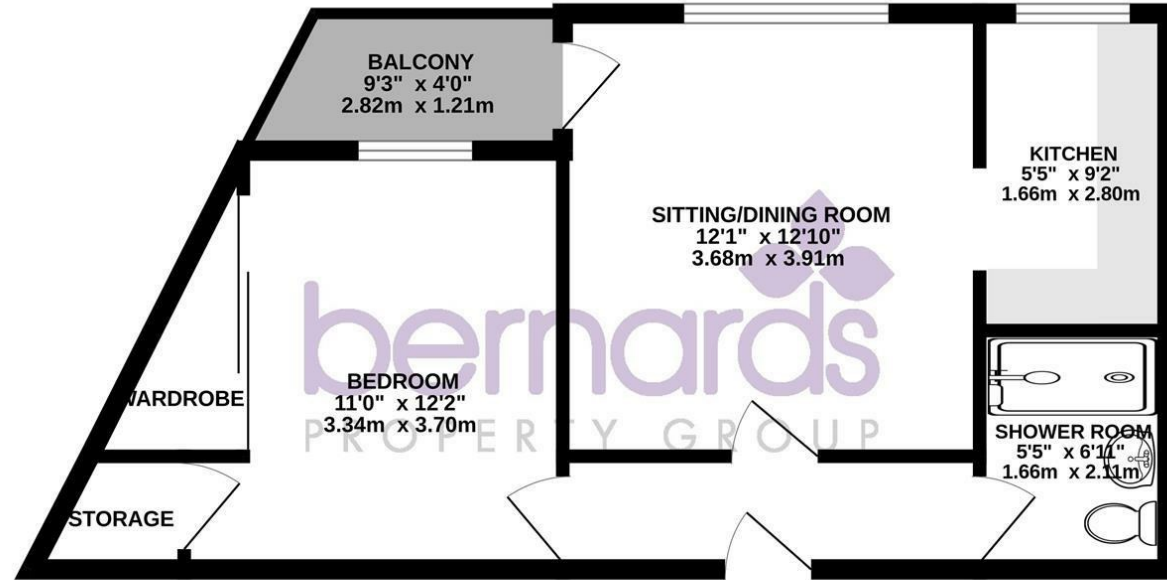 BALCONY
9'3" x 4'0"
2.82m x 1.21m
KITCHEN
5'5" x 9'2"
1.66m x 2.80m
SITTING/DINING ROOM
12'1" x 12'10"
3.68m x 3.91m
bernards
PROPERTY GROUP
BEDROOM
11'0" x 12'2"
3.34m x 3.70m
WARDROBE
SHOWER ROOM
5'5" x 6'11"
1.66m x 2.11m
STORAGE